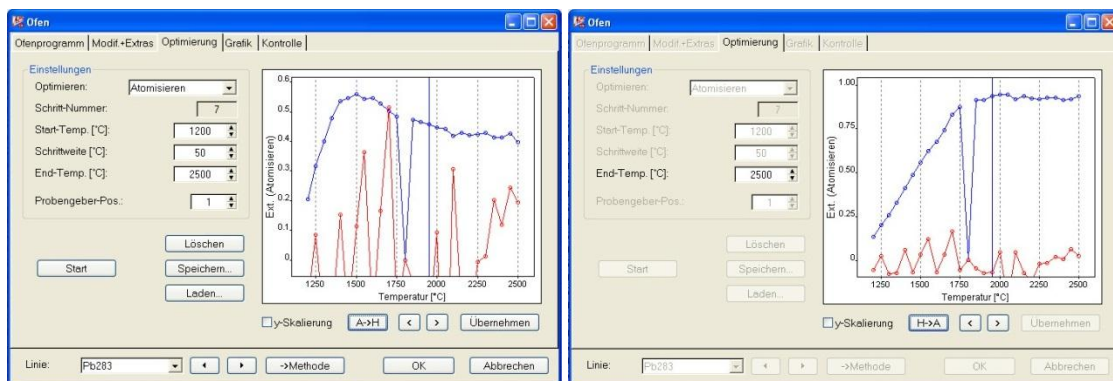 Ofen
Ofenprogramm Modif.+Extras Optimierung Grafik Kontrolle
Einstellungen
Optimieren: Atomisieren
Schritt-Nummer: 7
Start-Temp. [°C]: 1200
Schrittweite [°C]: 50
End-Temp. [°C]: 2500
Probengeber-Pos.: 1
Löschen
Start Speichern...
Laden...
Ext. (Atomisieren)
0.6
0.5
0.4
0.3
0.2
0.1
0
1250 1500 1750 2000 2250 2500
Temperatur [°C]
y-Skalierung A->H < > Übernehmen
Linie: Pb283 ->Methode OK Abbrechen
Ofen
Ofenprogramm Modif.+Extras Optimierung Grafik Kontrolle
Einstellungen
Optimieren: Atomisieren
Schritt-Nummer: 7
Start-Temp. [°C]: 1200
Schrittweite [°C]: 50
End-Temp. [°C]: 2500
Probengeber-Pos.: 1
Löschen
Start Speichern...
Laden...
Ext. (Atomisieren)
1.00
0.75
0.50
0.25
0
1250 1500 1750 2000 2250 2500
Temperatur [°C]
y-Skalierung H->A < > Übernehmen
Linie: Pb283 ->Methode OK Abbrechen